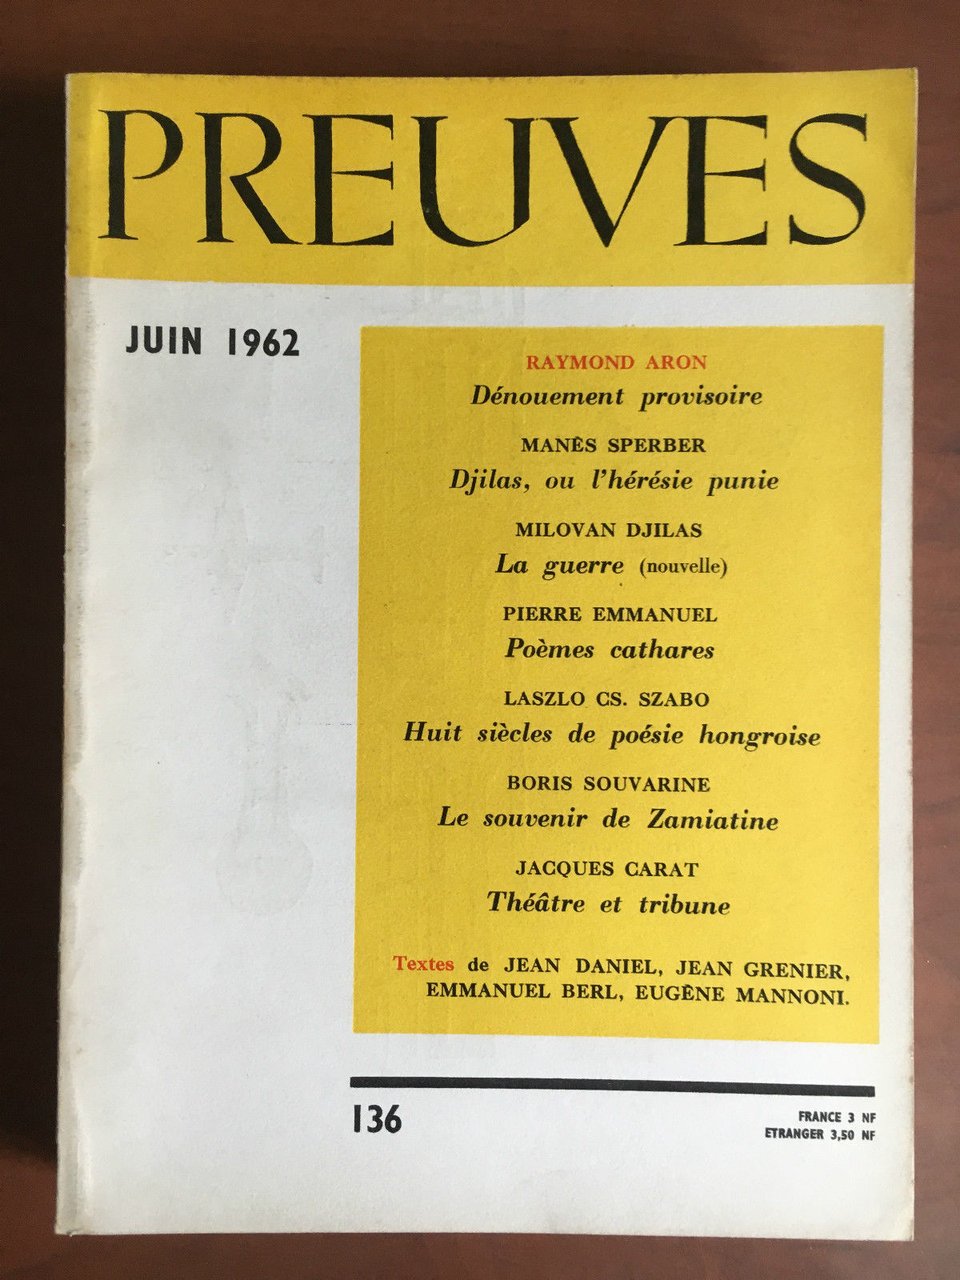 PREUVES
JUIN 1962
RAYMOND ARON
Dénouement provisoire
MANÈS SPERBER
Djilas, ou l'hérésie punie
MILOVAN DJILAS
La guerre (nouvelle)
PIERRE EMMANUEL
Poèmes cathares
LASZLO CS. SZABO
Huit siècles de poésie hongroise
BORIS SOUVARINE
Le souvenir de Zamiatine
JACQUES CARAT
Théâtre et tribune
Textes de JEAN DANIEL, JEAN GRENIER,
EMMANUEL BERL, EUGÈNE MANNONI.
136
FRANCE 3 NF
ETRANGER 3,50 NF